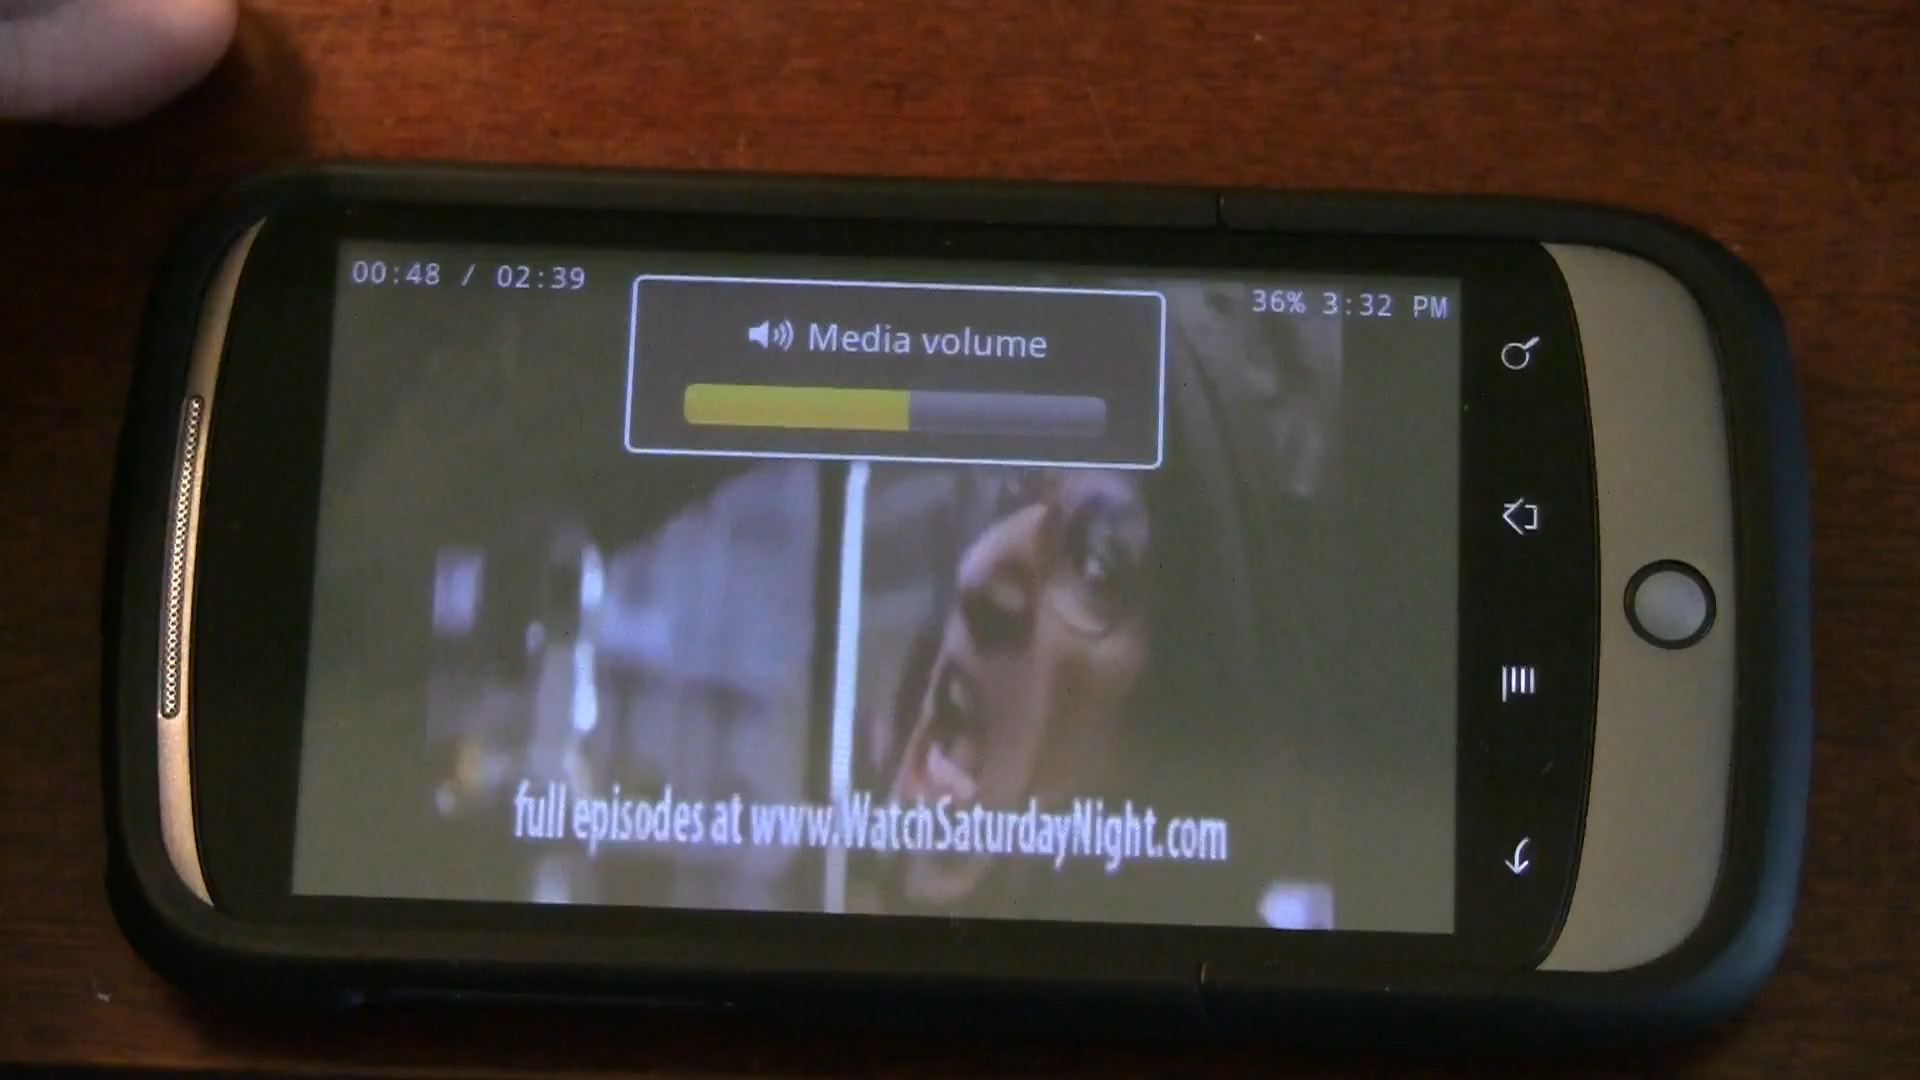 00:48 / 02:39
Media volume
36% 3:32 PM
full episodes at www.WatchSaturdayNight.com